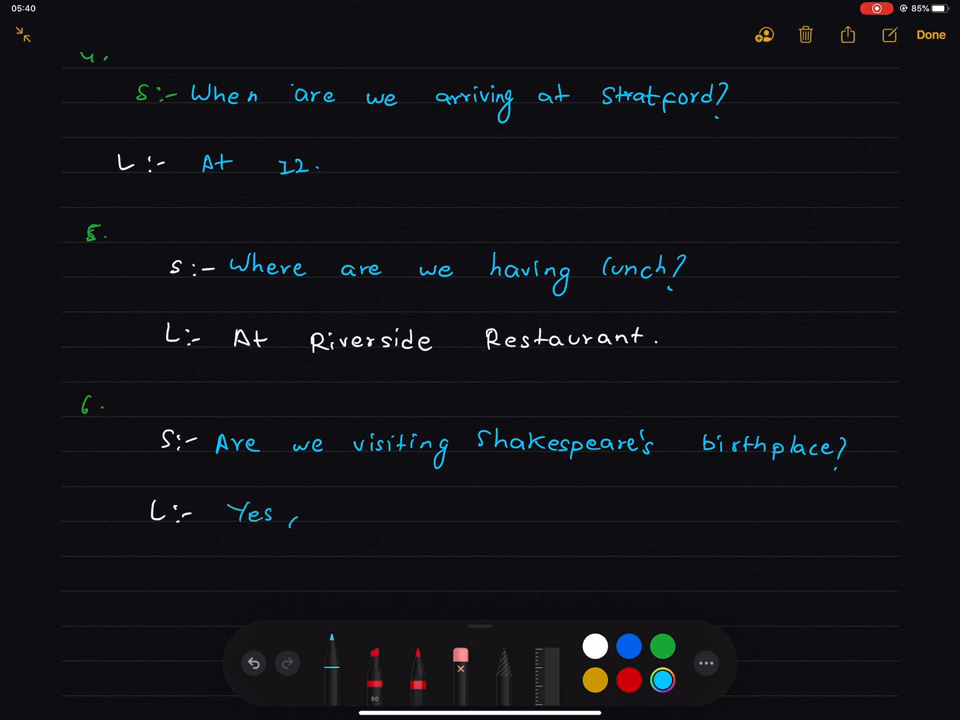 05:40
85%
Done
4.
S:- When are we arriving at Stratford?
L:- At 12.
5.
S:- Where are we having lunch?
L:- At Riverside Restaurant.
6.
S:- Are we visiting Shakespeare's birthplace?
L:- Yes,
80